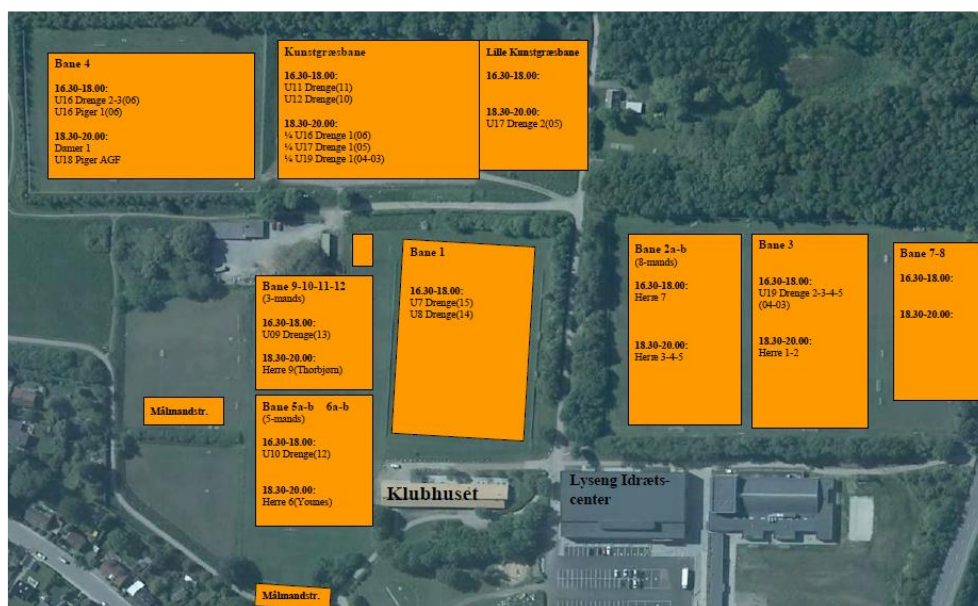 Bane 4
16.30-18.00:
U16 Drenge 2-3(06)
U16 Piger 1(06)
18.30-20.00:
Damer 1
U18 Piger AGF
Kunstgræsbane
16.30-18.00:
U11 Drenge(11)
U12 Drenge(10)
18.30-20.00:
¼ U16 Drenge 1(06)
¼ U17 Drenge 1(05)
¼ U19 Drenge 1(04-03)
Lille Kunstgræsbane
16.30-18.00:
18.30-20.00:
U17 Drenge 2(05)
Bane 9-10-11-12
(3-mands)
16.30-18.00:
U09 Drenge(13)
18.30-20.00:
Herre 9(Thorbjørn)
Bane 1
16.30-18.00:
U7 Drenge(15)
U8 Drenge(14)
Bane 2a-b
(8-mands)
16.30-18.00:
Herre 7
18.30-20.00:
Herre 3-4-5
Bane 3
16.30-18.00:
U19 Drenge 2-3-4-5
(04-03)
18.30-20.00:
Herre 1-2
Bane 7-8
16.30-18.00:
18.30-20.00:
Målmandstr.
Bane 5a-b 6a-b
(5-mands)
16.30-18.00:
U10 Drenge(12)
18.30-20.00:
Herre 6(Younes)
Klubhuset
Lyseng Idræts-
center
Målmandstr.